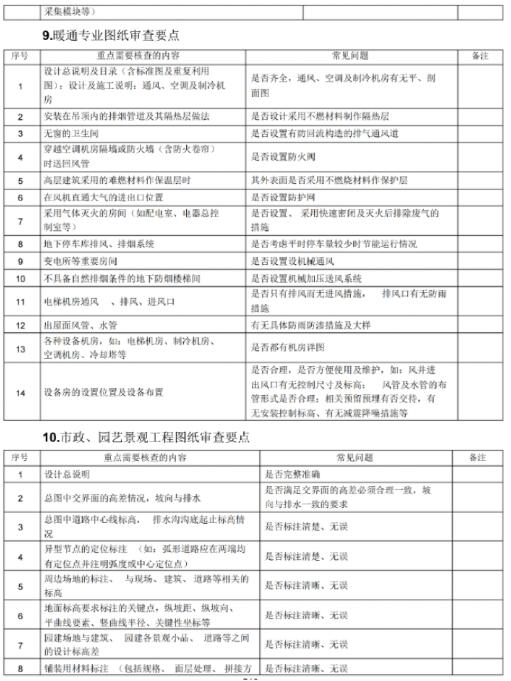 采集模块等）
9.暖通专业图纸审查要点
序号 重点需要核查的内容 常见问题 备注
1 设计总说明及目录（含标准图及重复利用
图）；设计及施工说明；通风、空调及制冷机
房
是否齐全，通风、空调及制冷机房有无平、剖
面图
2 安装在吊顶内的排烟管道及其隔热层做法 是否设计采用不燃材料制作隔热层
3 无窗的卫生间 是否设置有防回流构造的排气通风道
4 穿越空调机房隔墙或防火墙（含防火卷帘）
时送回风管
是否设置防火阀
5 高层建筑采用的难燃材料作保温层时 其外表面是否采用不燃烧材料作保护层
6 在风机直通大气的进出口位置 是否设置防护网
7 采用气体灭火的房间（如配电室、电器总控
制室等）
是否设置、 采用快速密闭及灭火后排除废气的
措施
8 地下停车库排风、排烟系统 是否考虑平时停车量较少时节能运行情况
9 变电所等重要房间 是否设置设机械通风
10 不具备自然排烟条件的地下防烟楼梯间 是否设置机械加压送风系统
11 电梯机房通风 、排风、进风口
是否只有排风而无进风措施， 排风口有无防雨
措施
12 出屋面风管、水管 有无具体防雨防渗措施及大样
13 各种设备机房，如：电梯机房、制冷机房、
空调机房、冷却塔等
是否都有机房详图
14 设备房的设置位置及设备布置
是否合理，是否方便使用及维护，如：风井进
出风口有无控制尺寸及标高； 风管及水管的布
管形式是否合理；相关预留预埋有否交待，有
无安装控制标高、有无减震降噪措施等
10.市政、园艺景观工程图纸审查要点
序号 重点需要核查的内容 常见问题 备注
1 设计总说明 是否完整准确
2 总图中交界面的高差情况，坡向与排水
是否满足交界面的高差必须合理一致，坡
向与排水一致的要求
3 总图中道路中心线标高， 排水沟沟底起止标高情
况
是否标注清楚、无误
4 异型节点的定位标注 （如：弧形道路应在两端均
有定位点并注明弧度或中心定位点）
是否标注清楚、无误
5 周边场地的标注、 与现场、 建筑、 道路等相关的
标高
是否标注清晰、无误
6 地面标高要求标注的关键点，纵坡距、纵坡向、
平曲线要素、竖曲线半径、关键性坐标等
是否标注清晰、无误
7 园建场地与建筑、 园建各景观小品、 道路等之间
的设计标高差
是否标注清晰、无误
8 铺装用材料标注 （包括规格、 面层处理、 拼接方 是否标注清晰、无误